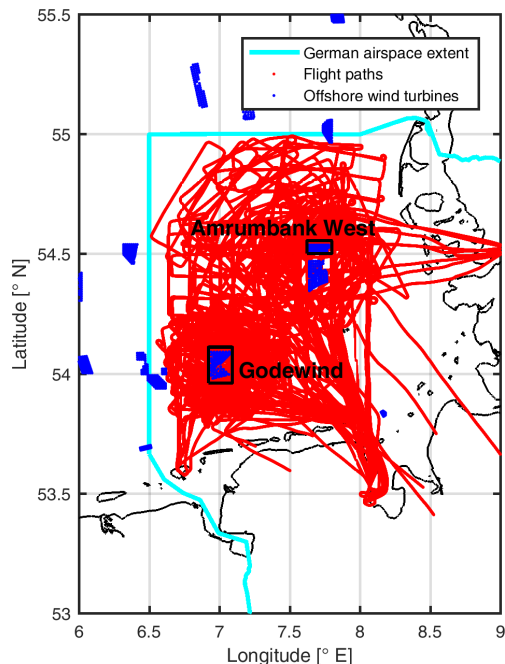 55.5
German airspace extent
Flight paths
Offshore wind turbines
55
Amrumbank West
54.5
Latitude [° N]
54
Godewind
53.5
53
6
6.5
7
7.5
8
8.5
9
Longitude [° E]